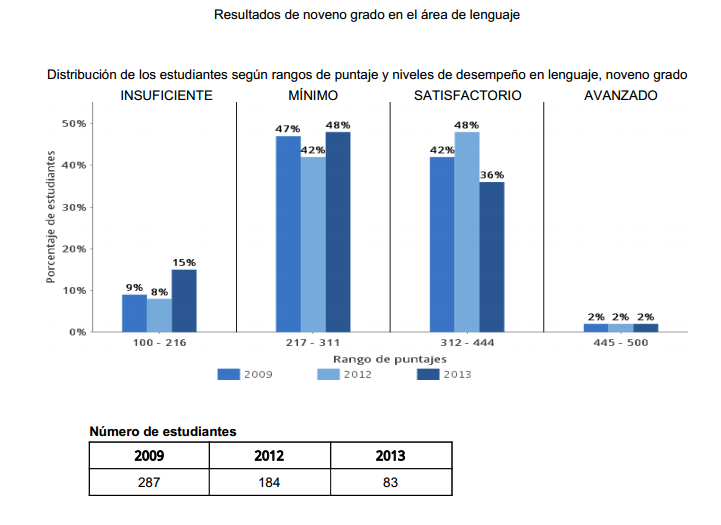 Resultados de noveno grado en el área de lenguaje
Distribución de los estudiantes según rangos de puntaje y niveles de desempeño en lenguaje, noveno grado
INSUFICIENTE MÍNIMO SATISFACTORIO AVANZADO
Porcentaje de estudiantes
50%
40%
30%
20%
10%
0%
9% 8% 15%
47% 42% 48%
42% 48% 36%
2% 2% 2%
100 - 216 217 - 311 312 - 444 445 - 500
Rango de puntajes
2009 2012 2013
Número de estudiantes
2009 2012 2013
287 184 83